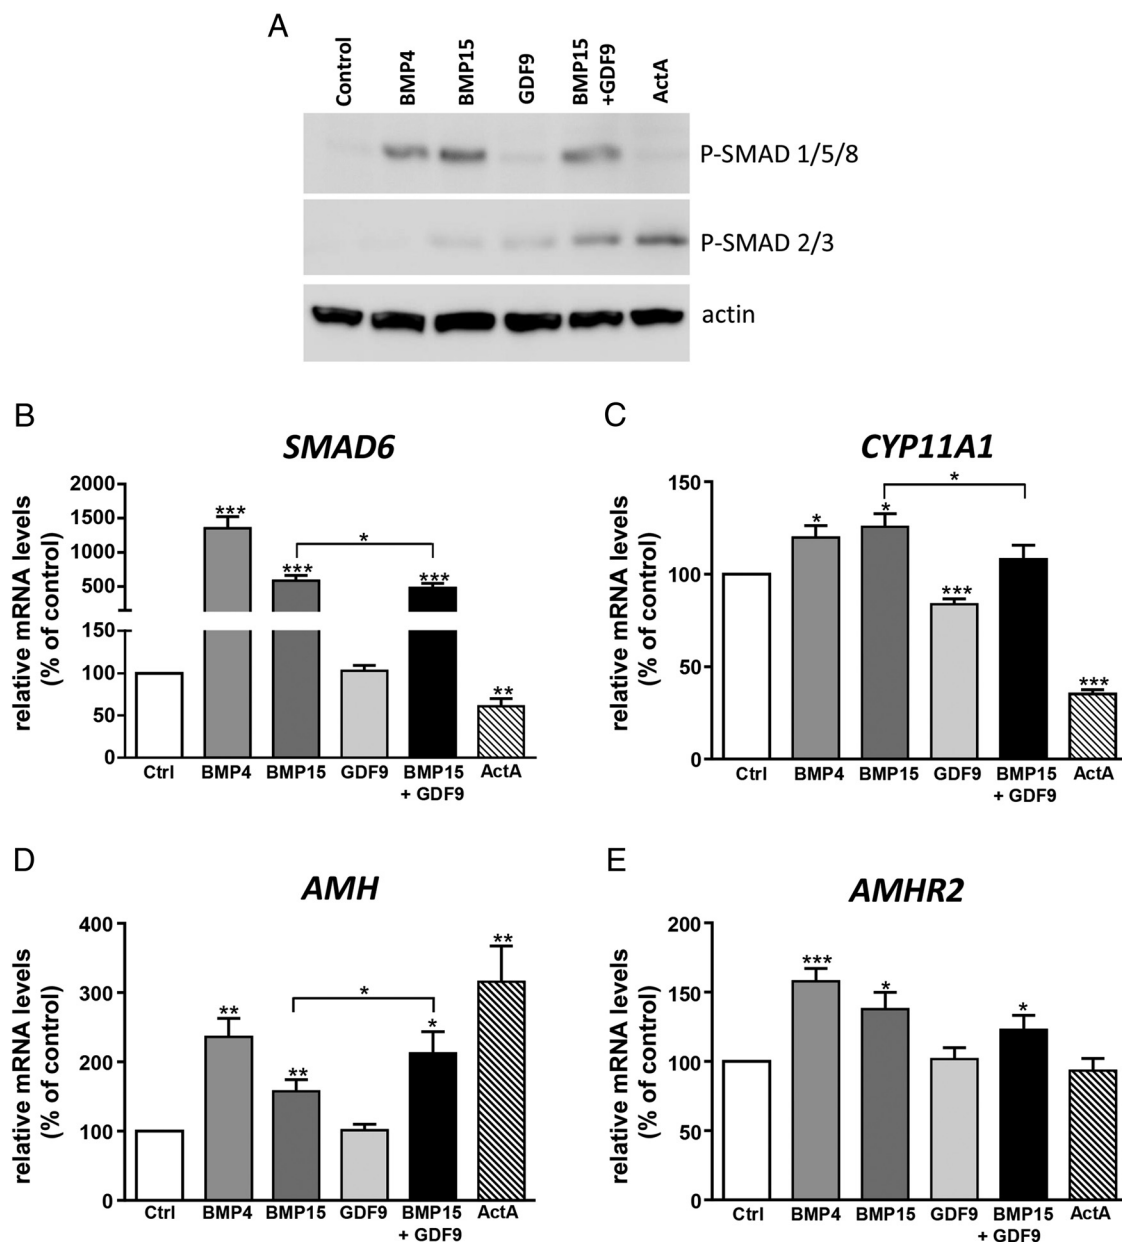 A
Control
BMP4
BMP15
GDF9
BMP15
+GDF9
ActA
P-SMAD 1/5/8
P-SMAD 2/3
actin
B
SMAD6
relative mRNA levels
(% of control)
2000
1500
1000
500
150
100
50
0
***
***
*
***
**
Ctrl
BMP4
BMP15
GDF9
BMP15
+ GDF9
ActA
C
CYP11A1
relative mRNA levels
(% of control)
150
100
50
0
*
*
*
***
***
Ctrl
BMP4
BMP15
GDF9
BMP15
+ GDF9
ActA
D
AMH
relative mRNA levels
(% of control)
400
300
200
100
0
**
**
*
*
**
Ctrl
BMP4
BMP15
GDF9
BMP15
+ GDF9
ActA
E
AMHR2
relative mRNA levels
(% of control)
200
150
100
50
0
***
*
*
Ctrl
BMP4
BMP15
GDF9
BMP15
+ GDF9
ActA